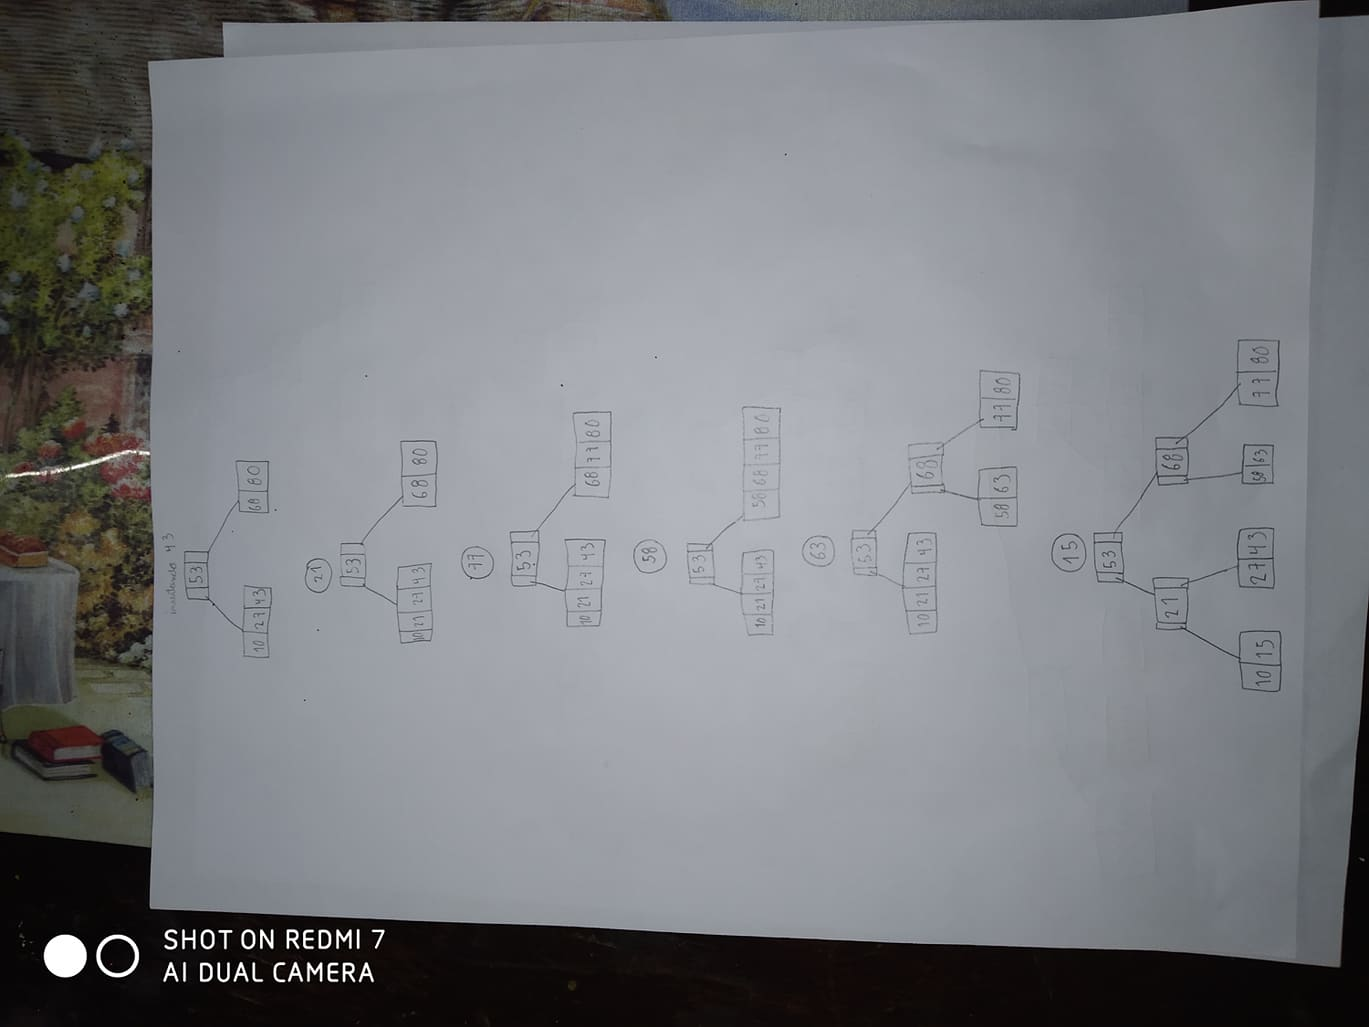 53
10 27 43 68 80
21
53
10 21 27 43 68 80
77
53
10 21 27 43 68 77 80
58
53
10 21 27 43 58 68 77 80
63
53
10 21 27 43 68
58 63 77 80
15
53
21 68
10 15 27 43 58 63 77 80
SHOT ON REDMI 7
AI DUAL CAMERA